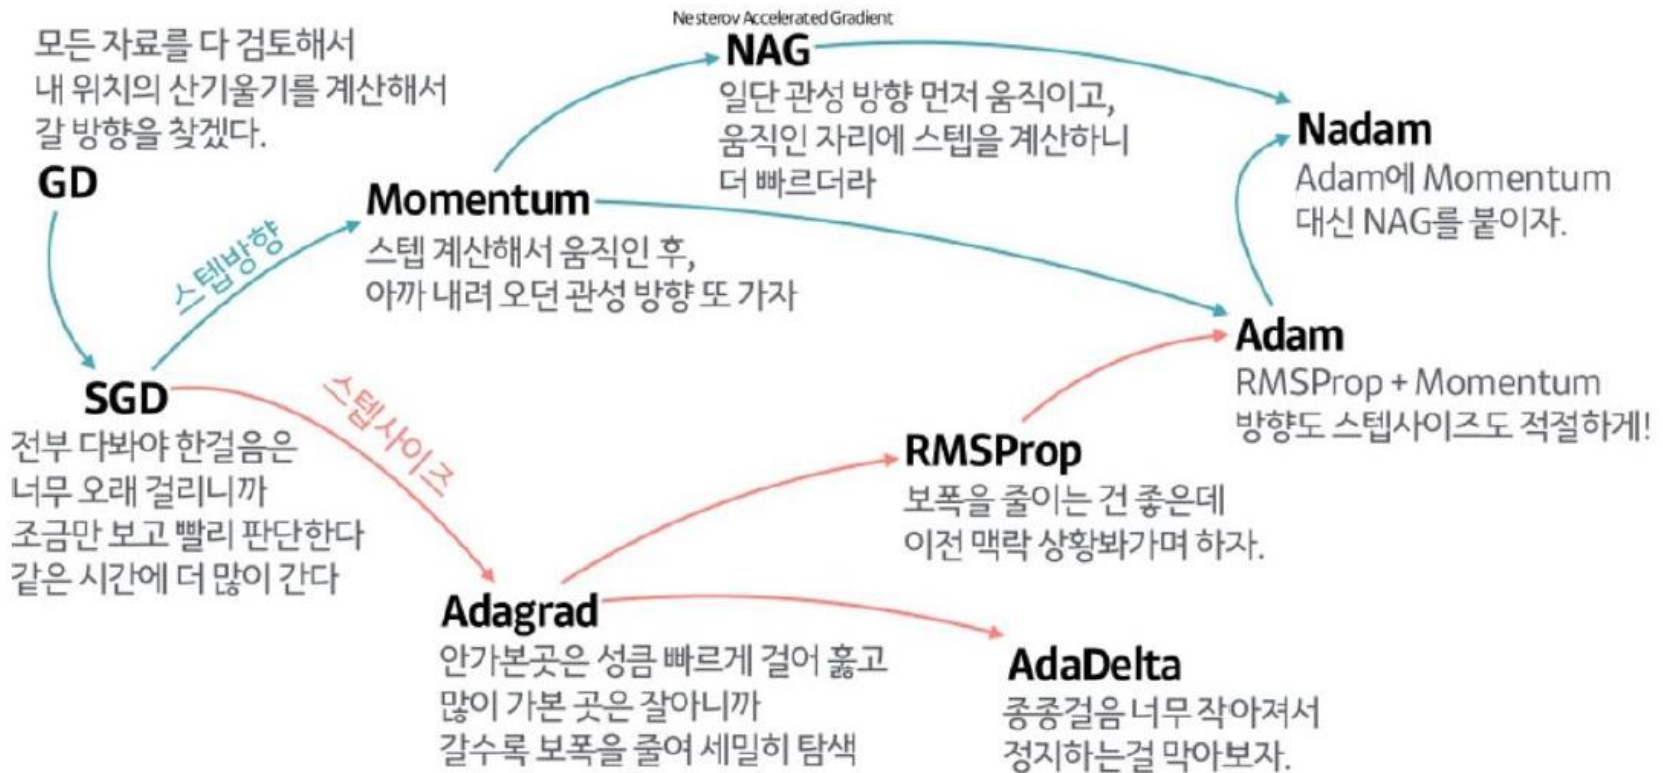 모든 자료를 다 검토해서
내 위치의 산기울기를 계산해서
갈 방향을 찾겠다.
GD
스텝방향
SGD
전부 다봐야 한걸음은
너무 오래 걸리니까
조금만 보고 빨리 판단한다
같은 시간에 더 많이 간다
Momentum
스텝 계산해서 움직인 후,
아까 내려 오던 관성 방향 또 가자
Nesterov Accelerated Gradient
NAG
일단 관성 방향 먼저 움직이고,
움직인 자리에 스텝을 계산하니
더 빠르더라
Nadam
Adam에 Momentum
대신 NAG를 붙이자.
Adam
RMSProp + Momentum
방향도 스텝사이즈도 적절하게!
스텝사이즈
RMSProp
보폭을 줄이는 건 좋은데
이전 맥락 상황봐가며 하자.
Adagrad
안가본곳은 성큼 빠르게 걸어 훑고
많이 가본 곳은 잘아니까
갈수록 보폭을 줄여 세밀히 탐색
AdaDelta
종종걸음 너무 작아져서
정지하는걸 막아보자.